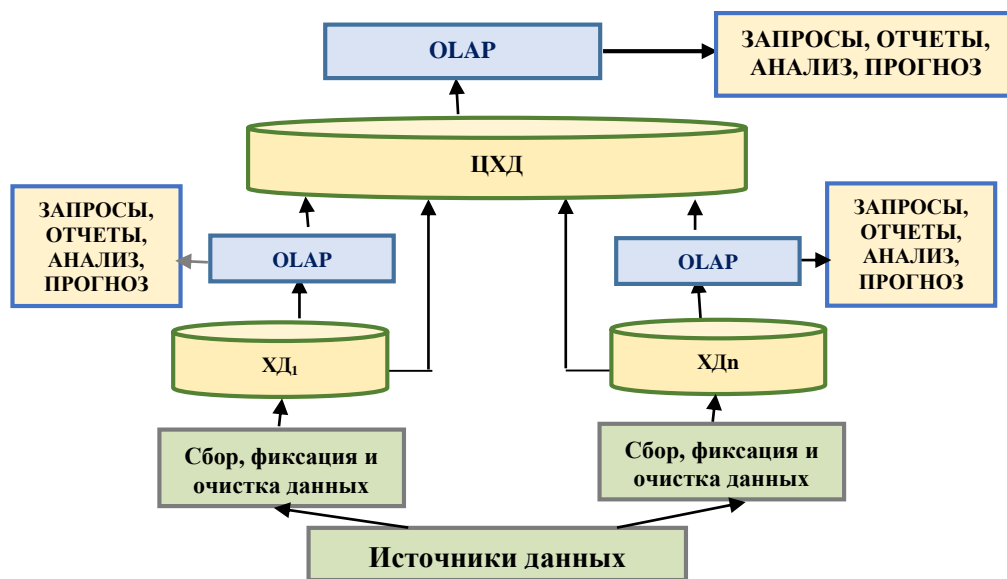 OLAP
ЗАПРОСЫ, ОТЧЕТЫ,
АНАЛИЗ, ПРОГНОЗ
ЦХД
ЗАПРОСЫ,
ОТЧЕТЫ,
АНАЛИЗ,
ПРОГНОЗ
OLAP
OLAP
ЗАПРОСЫ,
ОТЧЕТЫ,
АНАЛИЗ,
ПРОГНОЗ
ХД₁
ХДn
Сбор, фиксация и
очистка данных
Сбор, фиксация и
очистка данных
Источники данных